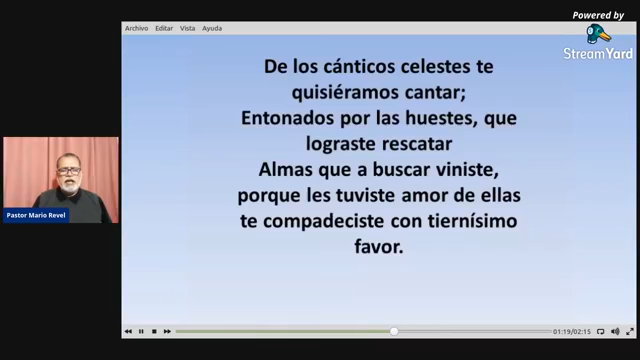 Powered by
StreamYard
Archivo Editar Vista Ayuda
De los cánticos celestes te
quisiéramos cantar;
Entonados por las huestes, que
lograste rescatar
Almas que a buscar viniste,
porque les tuviste amor de ellas
te compadeciste con tiernísimo
favor.
Pastor Mario Revel
01:19/02:15